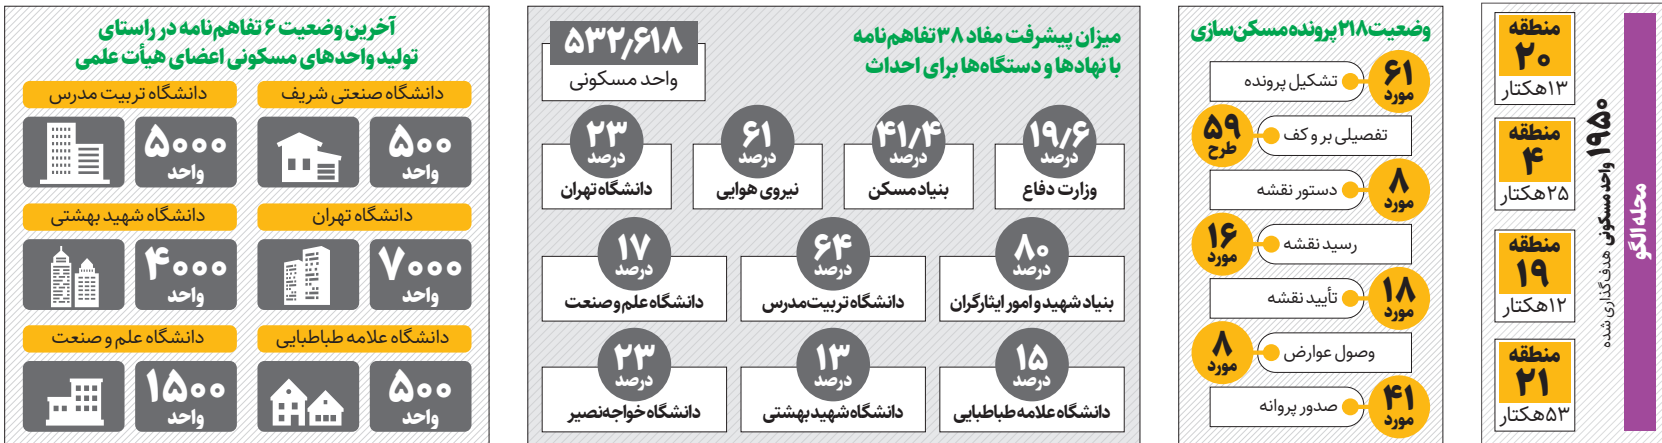 محله الگو
۱۹۵۰ واحد مسکونی هدف‌گذاری شده
منطقه
۲۰
۱۳هکتار
منطقه
۴
۲۵هکتار
منطقه
۱۹
۱۲هکتار
منطقه
۲۱
۵۳هکتار
وضعیت ۲۱۸ پرونده مسکن‌سازی
۶۱
مورد
تشکیل پرونده
تفصیلی بر و کف
۵۹
طرح
۸
مورد
دستور نقشه
رسید نقشه
۱۶
مورد
۱۸
مورد
تأیید نقشه
وصول عوارض
۸
مورد
۴۱
مورد
صدور پروانه
میزان پیشرفت مفاد ۳۸ تفاهم‌نامه
با نهادها و دستگاه‌ها برای احداث
۵۳۲٫۶۱۸
واحد مسکونی
۱۹٫۶
درصد
وزارت دفاع
۴۱٫۴
درصد
بنیاد مسکن
۶۱
درصد
نیروی هوایی
۲۳
درصد
دانشگاه تهران
۸۰
درصد
بنیاد شهید و امور ایثارگران
۶۴
درصد
دانشگاه تربیت مدرس
۱۷
درصد
دانشگاه علم و صنعت
۱۵
درصد
دانشگاه علامه طباطبایی
۱۳
درصد
دانشگاه شهید بهشتی
۲۳
درصد
دانشگاه خواجه نصیر
آخرین وضعیت ۶ تفاهم‌نامه در راستای
تولید واحدهای مسکونی اعضای هیأت علمی
دانشگاه صنعتی شریف
۵۰۰
واحد
دانشگاه تربیت مدرس
۵۰۰۰
واحد
دانشگاه تهران
۷۰۰۰
واحد
دانشگاه شهید بهشتی
۴۰۰۰
واحد
دانشگاه علامه طباطبایی
۵۰۰
واحد
دانشگاه علم و صنعت
۱۵۰۰
واحد